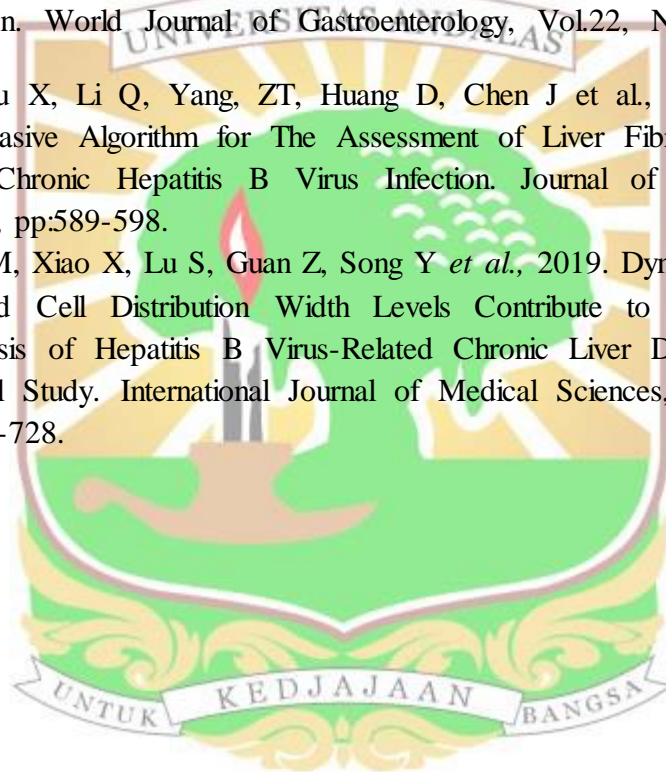 n. World Journal of Gastroenterology, Vol.22, N
UNIVERSITAS ANDALAS
u X, Li Q, Yang, ZT, Huang D, Chen J et al.,
asive Algorithm for The Assessment of Liver Fib
Chronic Hepatitis B Virus Infection. Journal of
, pp:589-598.
M, Xiao X, Lu S, Guan Z, Song Y et al., 2019. Dyn
d Cell Distribution Width Levels Contribute to
sis of Hepatitis B Virus-Related Chronic Liver D
l Study. International Journal of Medical Sciences,
-728.
UNTUK KEDJAJAAN BANGSA